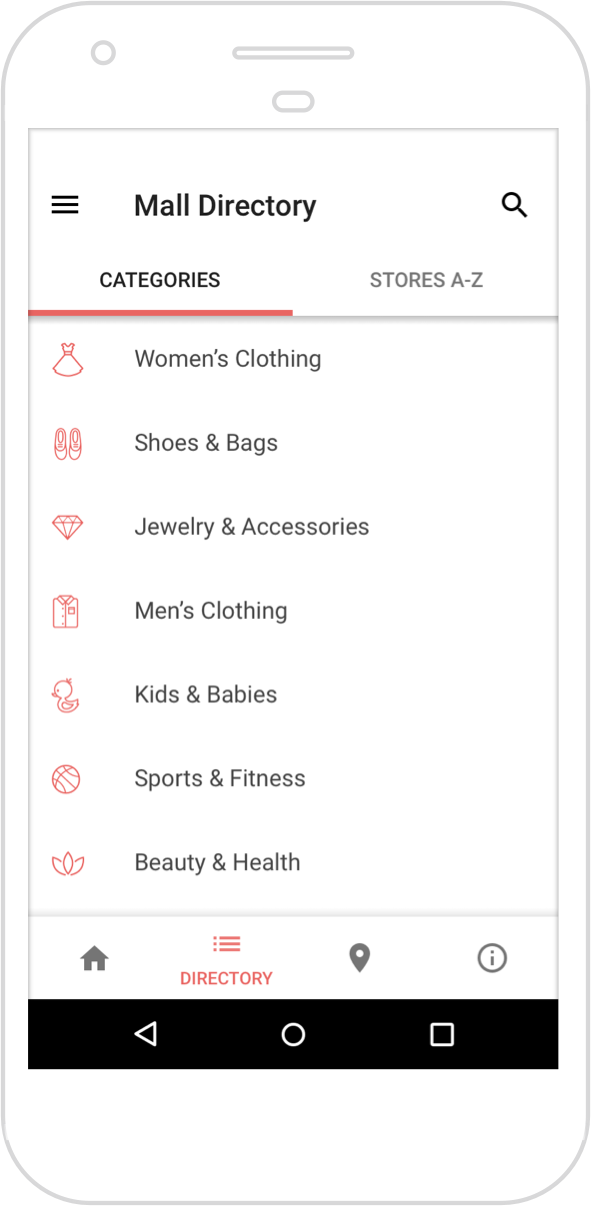 Mall Directory
CATEGORIES
STORES A-Z
Women’s Clothing
Shoes & Bags
Jewelry & Accessories
Men’s Clothing
Kids & Babies
Sports & Fitness
Beauty & Health
DIRECTORY